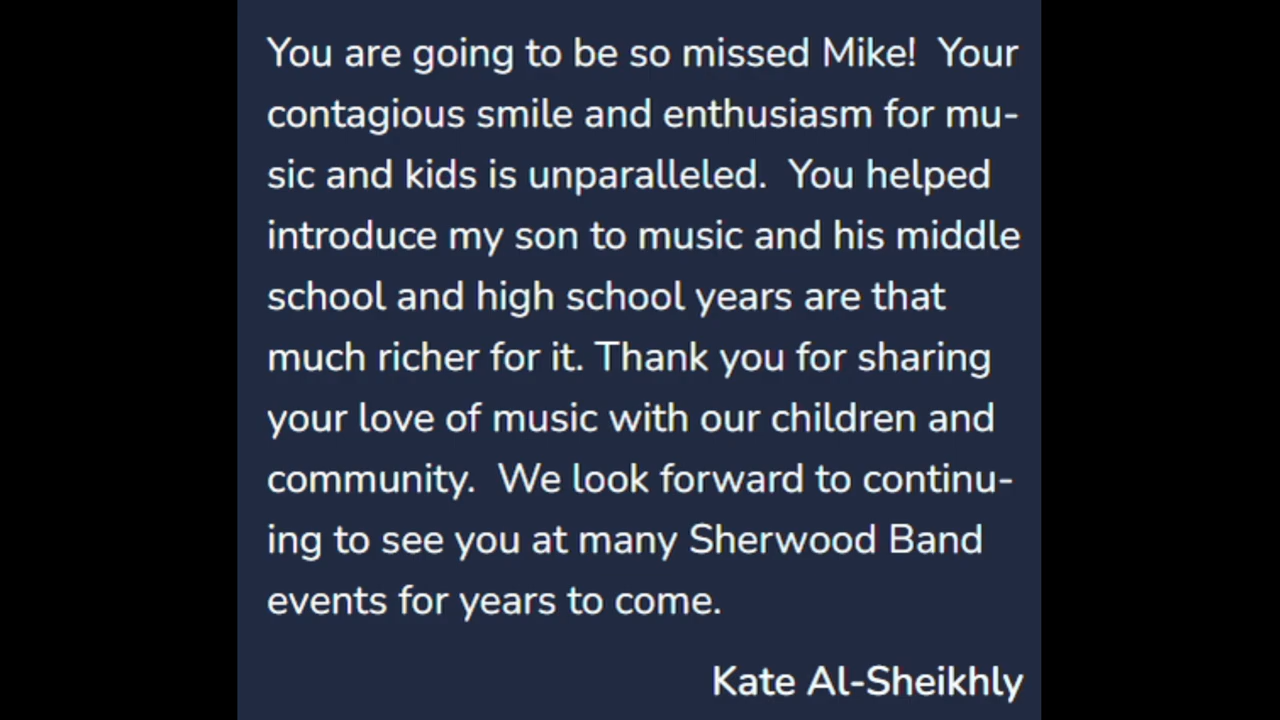 You are going to be so missed Mike!  Your
contagious smile and enthusiasm for mu-
sic and kids is unparalleled.  You helped
introduce my son to music and his middle
school and high school years are that
much richer for it. Thank you for sharing
your love of music with our children and
community.  We look forward to continu-
ing to see you at many Sherwood Band
events for years to come.
Kate Al-Sheikhly